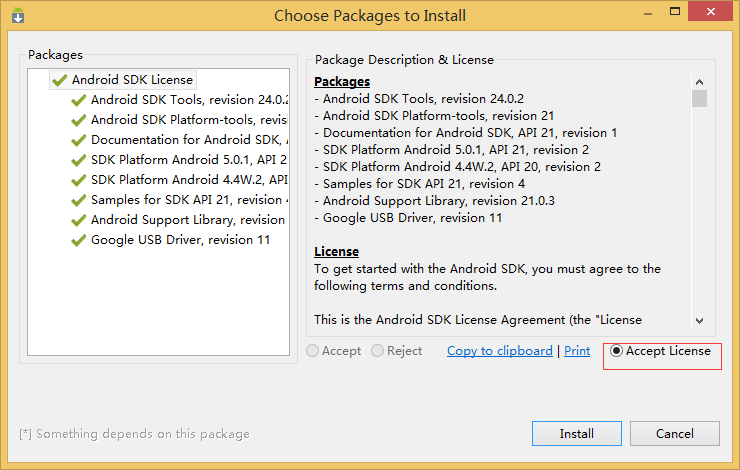 Choose Packages to Install
Packages
Android SDK License
Android SDK Tools, revision 24.0.2
Android SDK Platform-tools, revis
Documentation for Android SDK, A
SDK Platform Android 5.0.1, API 2
SDK Platform Android 4.4W.2, API
Samples for SDK API 21, revision 4
Android Support Library, revision
Google USB Driver, revision 11
Package Description & License
Packages
- Android SDK Tools, revision 24.0.2
- Android SDK Platform-tools, revision 21
- Documentation for Android SDK, API 21, revision 1
- SDK Platform Android 5.0.1, API 21, revision 2
- SDK Platform Android 4.4W.2, API 20, revision 2
- Samples for SDK API 21, revision 4
- Android Support Library, revision 21.0.3
- Google USB Driver, revision 11
License
To get started with the Android SDK, you must agree to the
following terms and conditions.
This is the Android SDK License Agreement (the "License
Accept Reject Copy to clipboard | Print Accept License
[*] Something depends on this package
Install Cancel